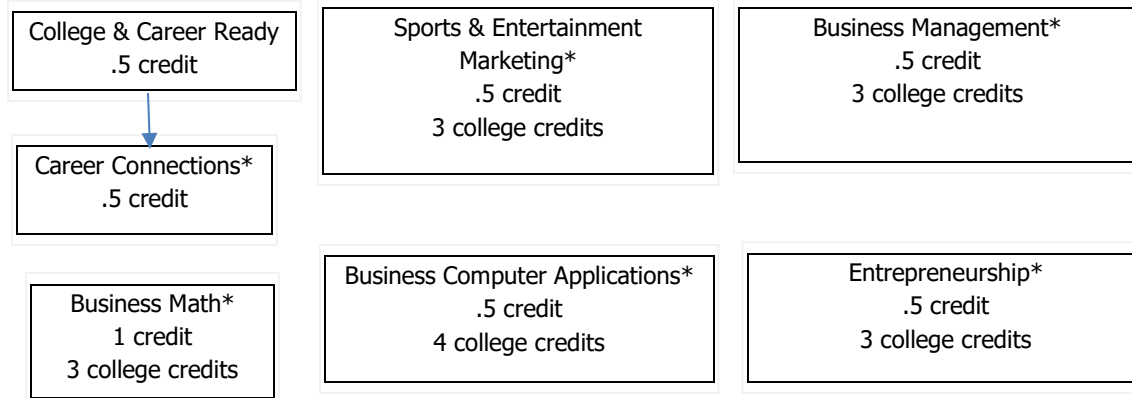 College & Career Ready
.5 credit
Sports & Entertainment
Marketing*
.5 credit
3 college credits
Business Management*
.5 credit
3 college credits
Career Connections*
.5 credit
Business Math*
1 credit
3 college credits
Business Computer Applications*
.5 credit
4 college credits
Entrepreneurship*
.5 credit
3 college credits